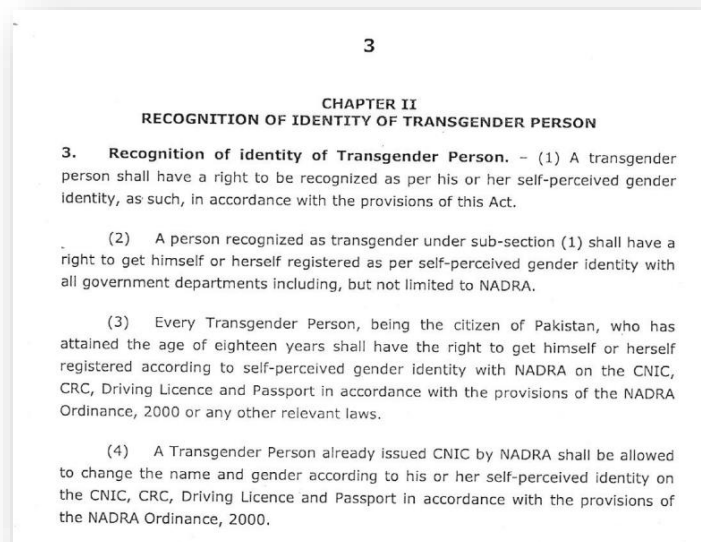 3
CHAPTER II
RECOGNITION OF IDENTITY OF TRANSGENDER PERSON
3. Recognition of identity of Transgender Person. – (1) A transgender
person shall have a right to be recognized as per his or her self-perceived gender
identity, as such, in accordance with the provisions of this Act.
(2) A person recognized as transgender under sub-section (1) shall have a
right to get himself or herself registered as per self-perceived gender identity with
all government departments including, but not limited to NADRA.
(3) Every Transgender Person, being the citizen of Pakistan, who has
attained the age of eighteen years shall have the right to get himself or herself
registered according to self-perceived gender identity with NADRA on the CNIC,
CRC, Driving Licence and Passport in accordance with the provisions of the NADRA
Ordinance, 2000 or any other relevant laws.
(4) A Transgender Person already issued CNIC by NADRA shall be allowed
to change the name and gender according to his or her self-perceived identity on
the CNIC, CRC, Driving Licence and Passport in accordance with the provisions of
the NADRA Ordinance, 2000.